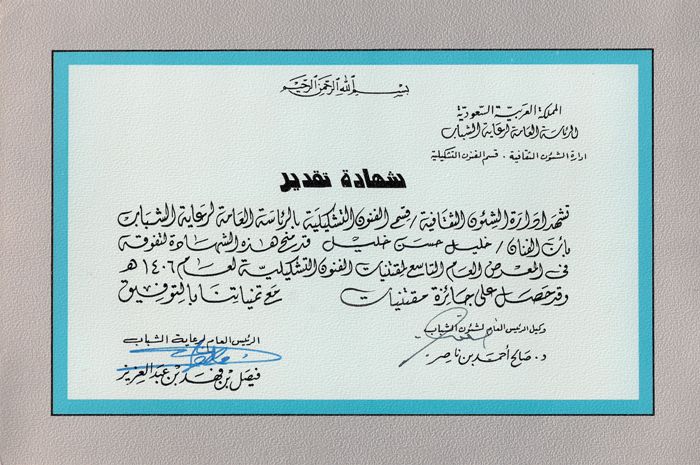 بسم الله الرحمن الرحيم
المملكة العربية السعودية
الرئاسة العامة لرعاية الشباب
ادارة الشئون الثقافية . قسم الفنون التشكيلية
شهادة تقدير
تشهد ادارة الشئون الثقافية / قسم الفنون التشكيلية بالرئاسة العامة لرعاية الشباب
بأن الفنان / خليل حسن خليل قد منح هذه الشهادة لتفوقه
في المعرض العام التاسع لمقتنيات الفنون التشكيلية لعام ١٤٠٦ هـ
وقد حصل على جائزة مقتنيات مع تمنياتنا بالتوفيق
وكيل الرئيس العام لشئون الشباب
د. صالح أحمد بن ناصر
الرئيس العام لرعاية الشباب
فيصل بن فهد بن عبد العزيز